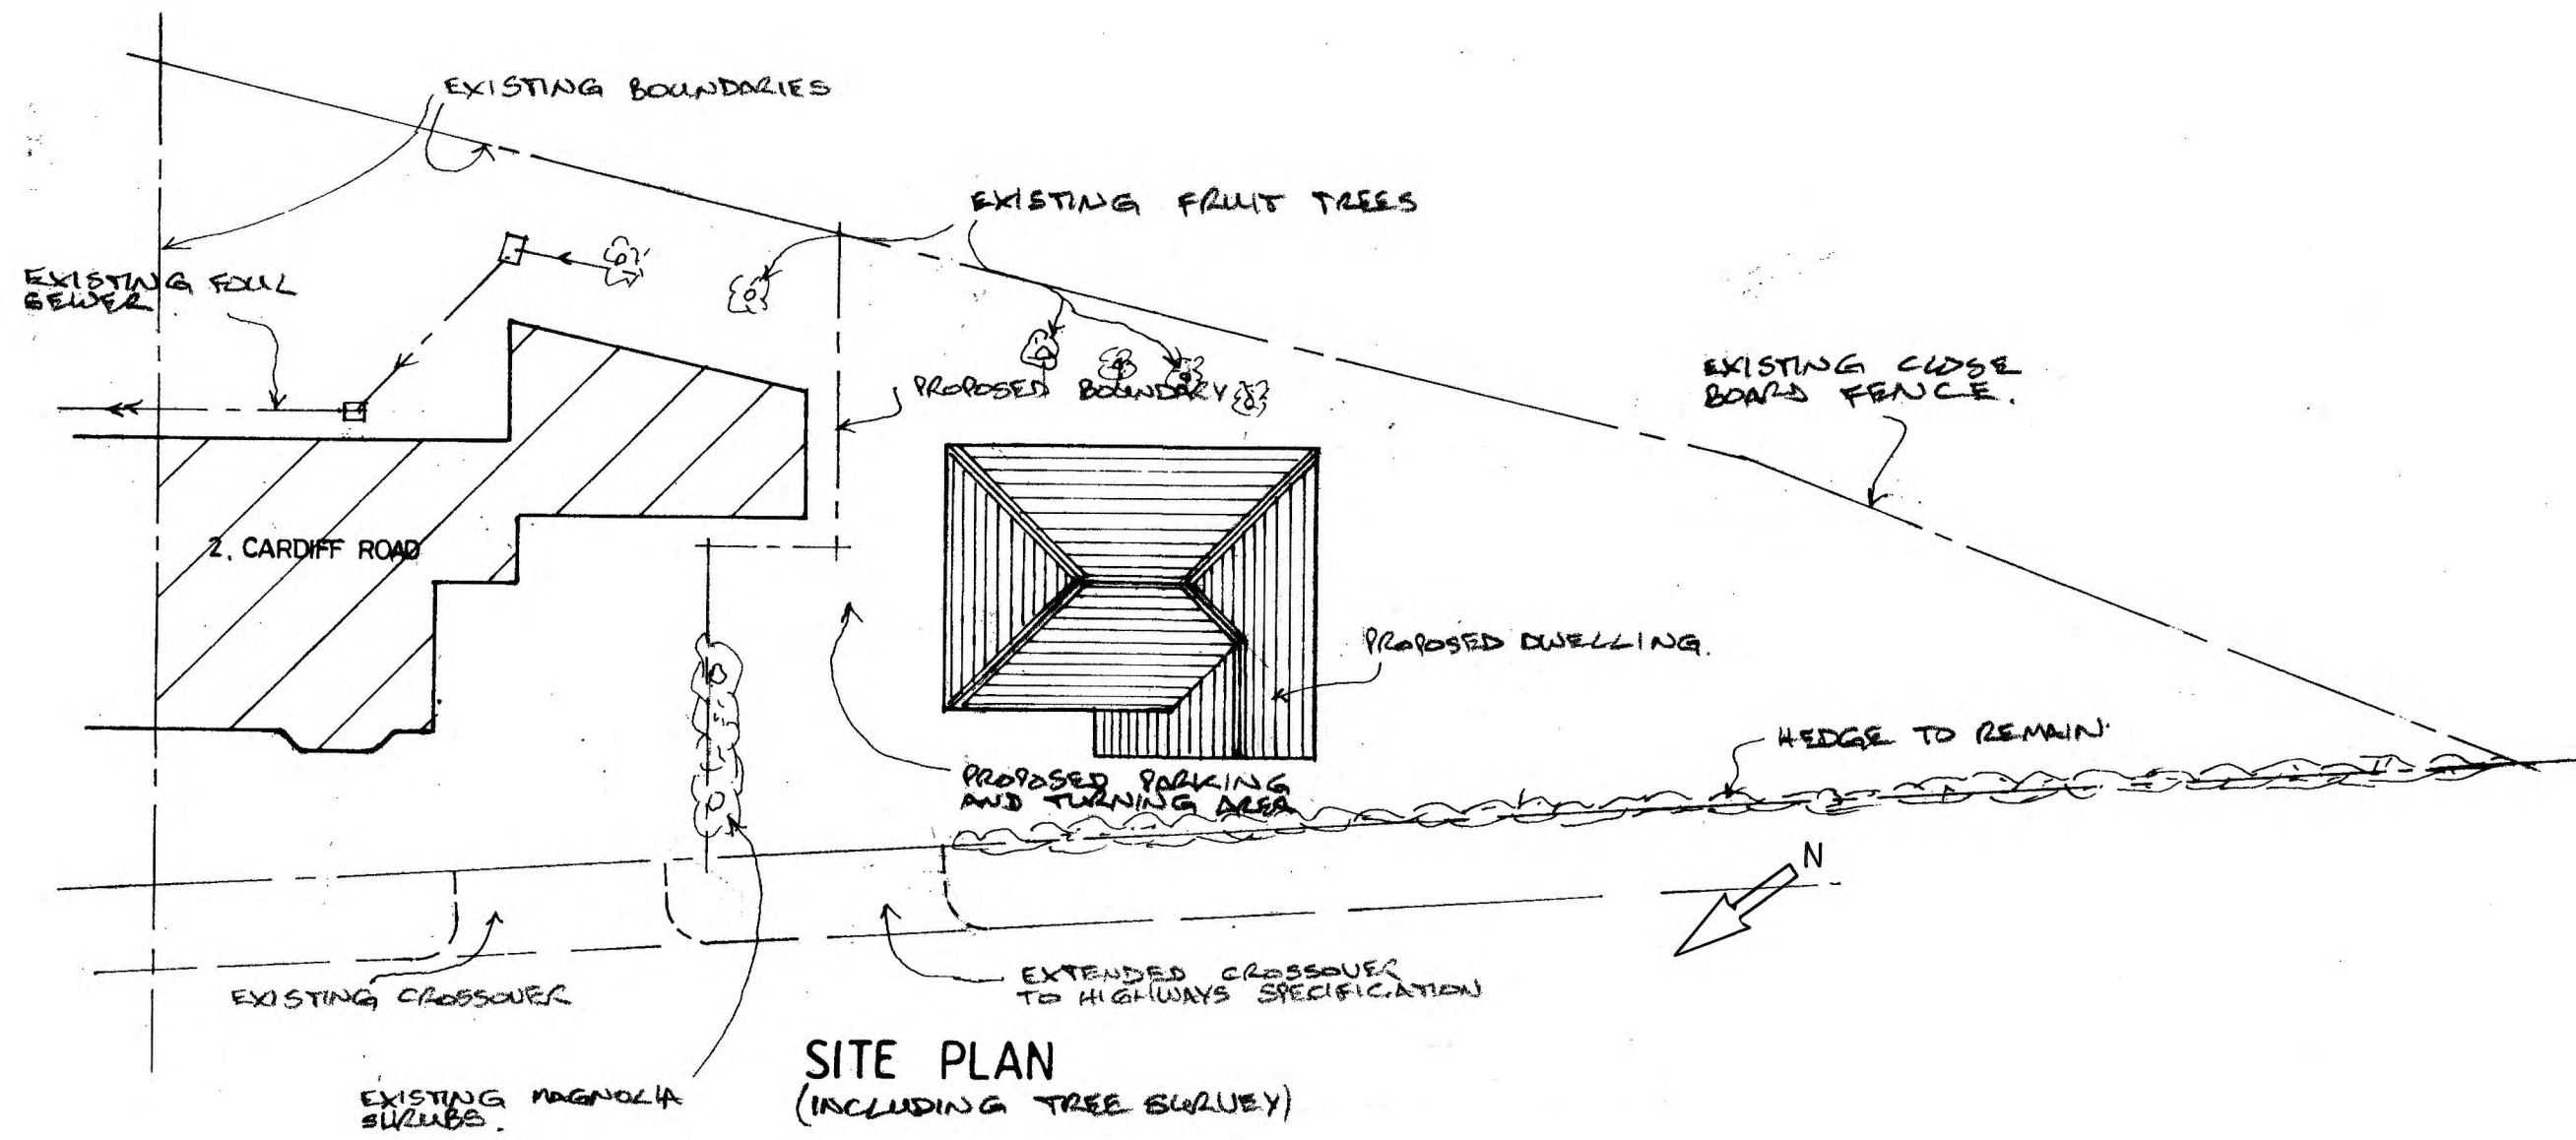 EXISTING BOUNDARIES
EXISTING FRUIT TREES
EXISTING FOUL
SEWER
PROPOSED BOUNDARY
EXISTING CLOSE
BOARD FENCE.
2, CARDIFF ROAD
PROPOSED DWELLING.
HEDGE TO REMAIN.
PROPOSED PARKING
AND TURNING AREA
N
EXISTING CROSSOVER
EXTENDED CROSSOVER
TO HIGHWAYS SPECIFICATION
SITE PLAN
(INCLUDING TREE SURVEY)
EXISTING MAGNOLIA
SHRUBS.